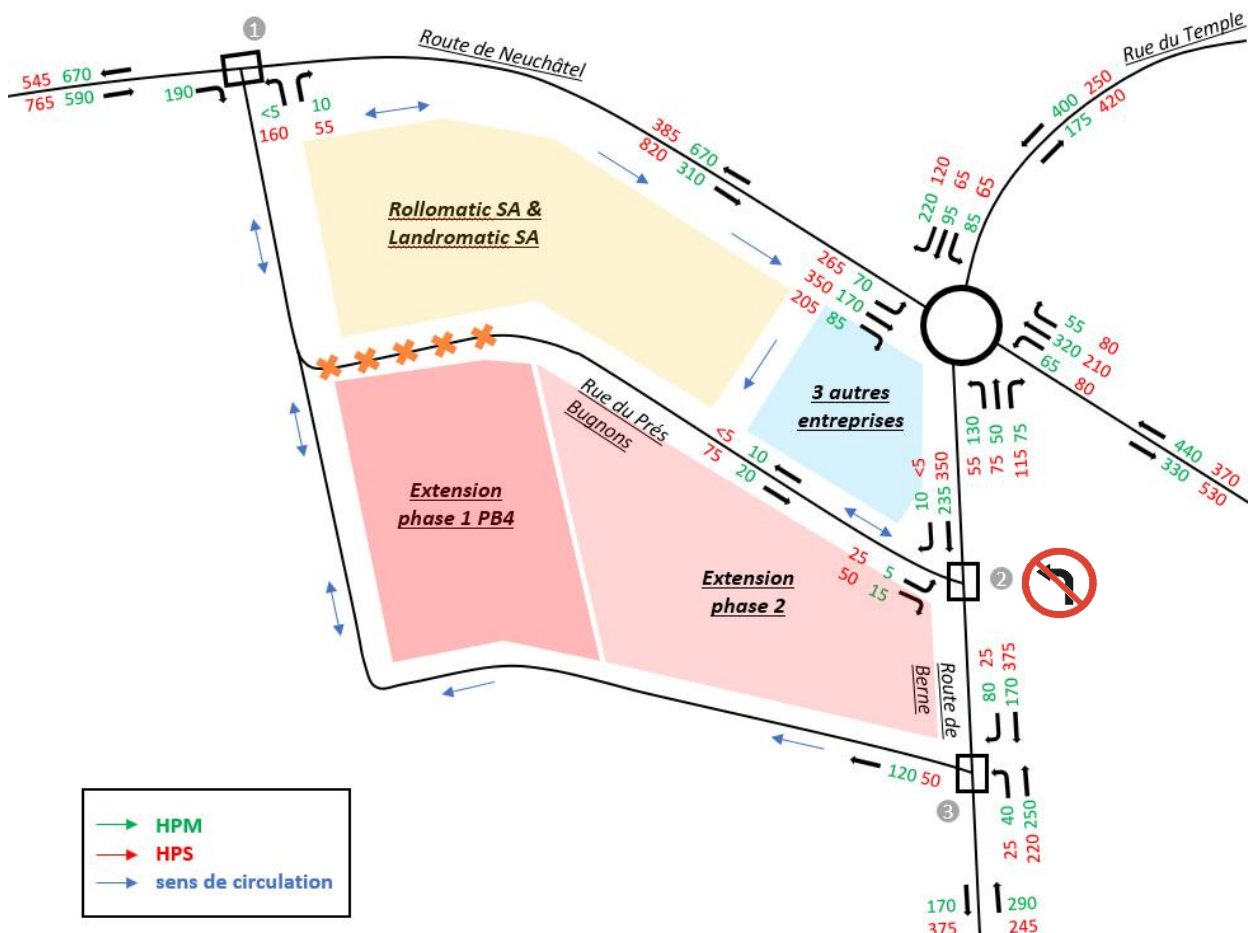 1
Route de Neuchâtel
Rue du Temple
545 670
765 590
190
<5 10
160 55
385 670
820 310
400 250
175 420
120 65 65
220 95 85
Rollomatic SA &
Landromatic SA
265 70
350 170
205 85
55 80
320 210
65 80
3 autres
entreprises
Rue du Prés
Bugnons
<5 10
75 20
<5 350
10 235
130 50 75
55 75 115
440 370
330 530
Extension
phase 1 PB4
Extension
phase 2
25 5
50 15
2
Route de
Berne
25 375
80 170
120 50
3
40 250
25 220
HPM
HPS
sens de circulation
170 290
375 245